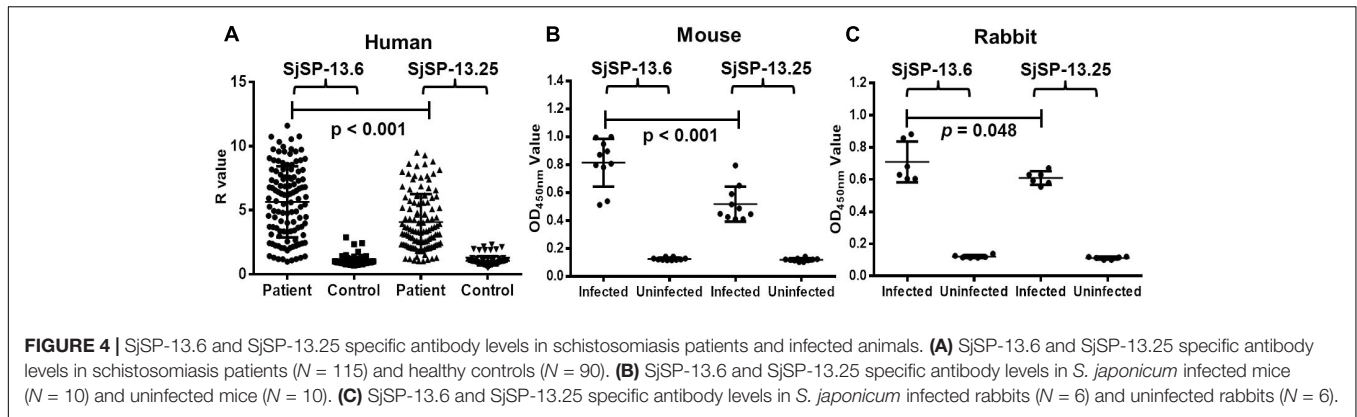 A
Human
SjSP-13.6 SjSP-13.25
15
10
5
0
R value
p < 0.001
Patient Control Patient Control
B
Mouse
SjSP-13.6 SjSP-13.25
1.4
1.2
1.0
0.8
0.6
0.4
0.2
0.0
OD450nm Value
p < 0.001
Infected Uninfected Infected Uninfected
C
Rabbit
SjSP-13.6 SjSP-13.25
1.2
1.0
0.8
0.6
0.4
0.2
0.0
OD450nm Value
p = 0.048
Infected Uninfected Infected Uninfected
FIGURE 4 | SjSP-13.6 and SjSP-13.25 specific antibody levels in schistosomiasis patients and infected animals. (A) SjSP-13.6 and SjSP-13.25 specific antibody
levels in schistosomiasis patients (N = 115) and healthy controls (N = 90). (B) SjSP-13.6 and SjSP-13.25 specific antibody levels in S. japonicum infected mice
(N = 10) and uninfected mice (N = 10). (C) SjSP-13.6 and SjSP-13.25 specific antibody levels in S. japonicum infected rabbits (N = 6) and uninfected rabbits (N = 6).